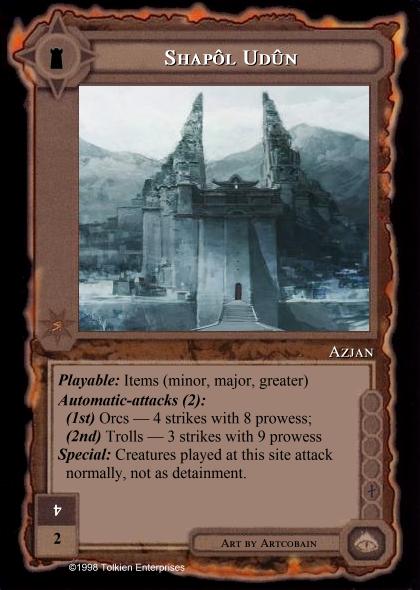 Shapôl Udûn
Azjan
Playable: Items (minor, major, greater)
Automatic-attacks (2):
(1st) Orcs — 4 strikes with 8 prowess;
(2nd) Trolls — 3 strikes with 9 prowess
Special: Creatures played at this site attack
normally, not as detainment.
4
2
Art by Artcobain
©1998 Tolkien Enterprises